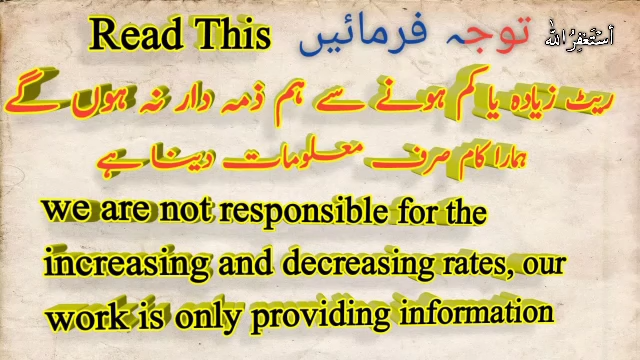 Read This توجہ فرمائیں أستغفر الله
ریٹ زیادہ یا کم ہونے سے ہم ذمہ دار نہ ہوں گے
ہمارا کام صرف معلومات دینا ہے
we are not responsible for the
increasing and decreasing rates, our
work is only providing information